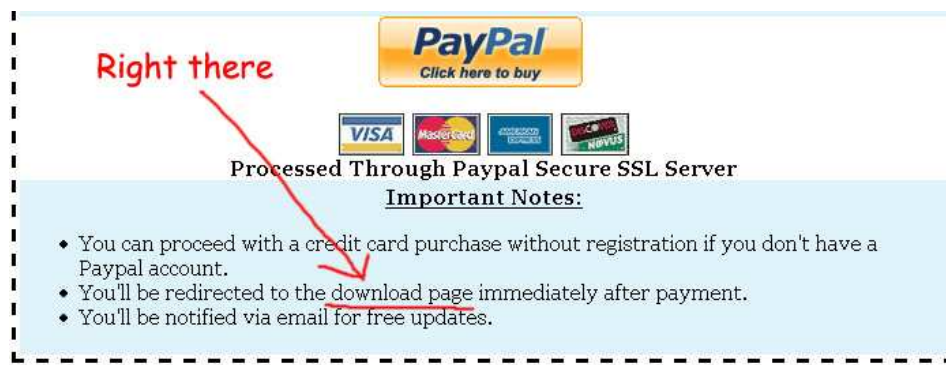 PayPal
Click here to buy
Right there
VISA MasterCard AMERICAN EXPRESS DISCOVER NOVUS
Processed Through Paypal Secure SSL Server
Important Notes:
• You can proceed with a credit card purchase without registration if you don't have a
Paypal account.
• You'll be redirected to the download page immediately after payment.
• You'll be notified via email for free updates.